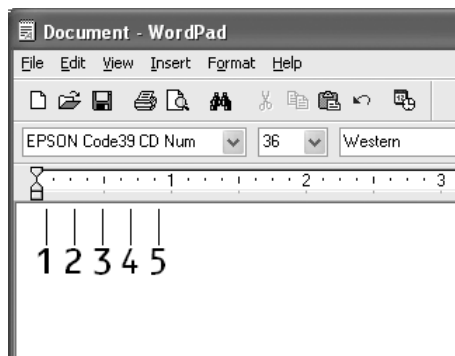 Document - WordPad
File Edit View Insert Format Help
EPSON Code39 CD Num 36 Western
1 2 3
1 2 3 4 5